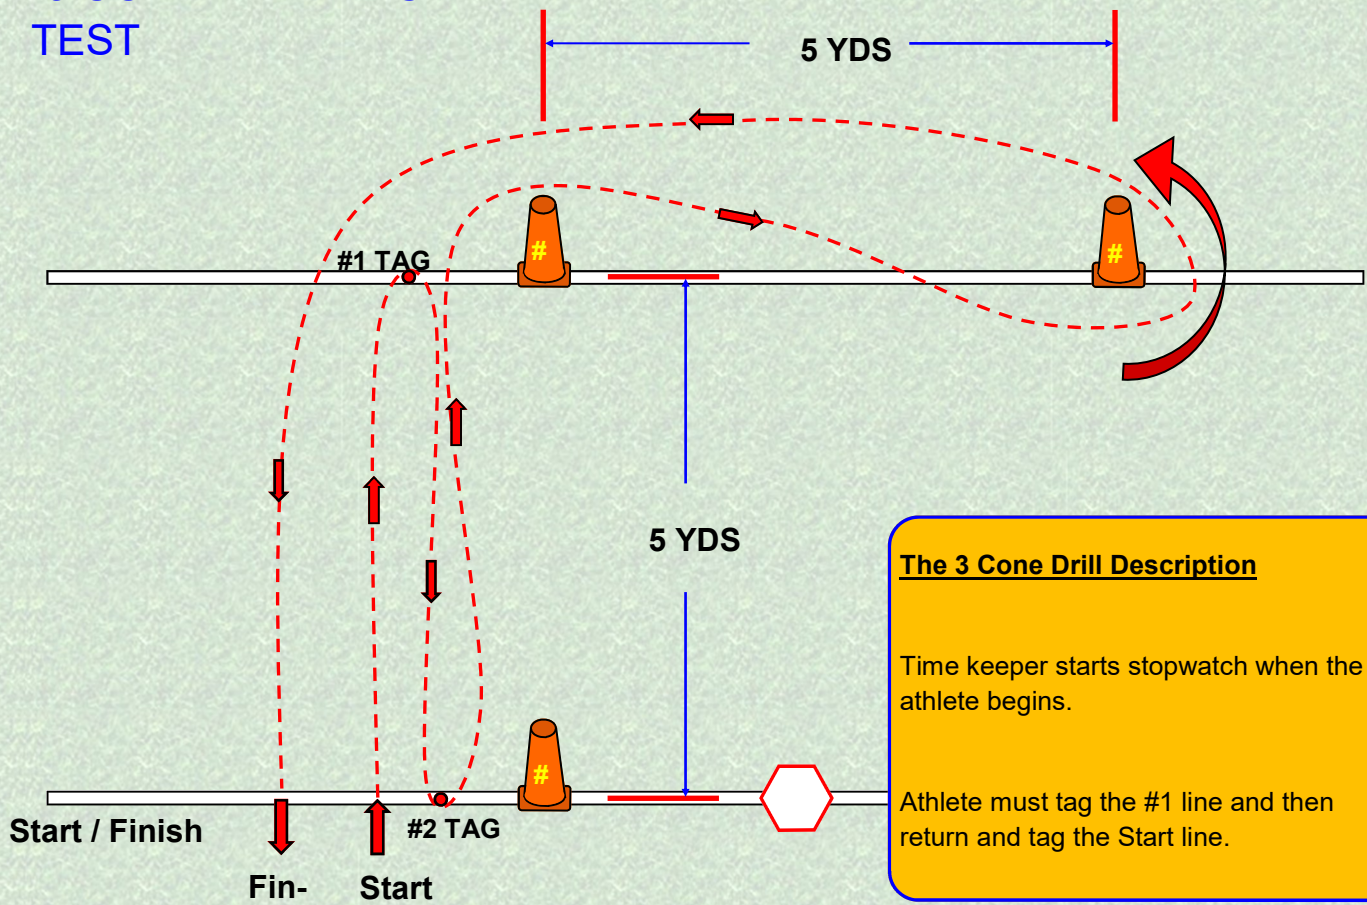 TEST
5 YDS
#1 TAG
#
#
5 YDS
The 3 Cone Drill Description
Time keeper starts stopwatch when the
athlete begins.
Athlete must tag the #1 line and then
return and tag the Start line.
#
#2 TAG
Start / Finish
Fin-
Start